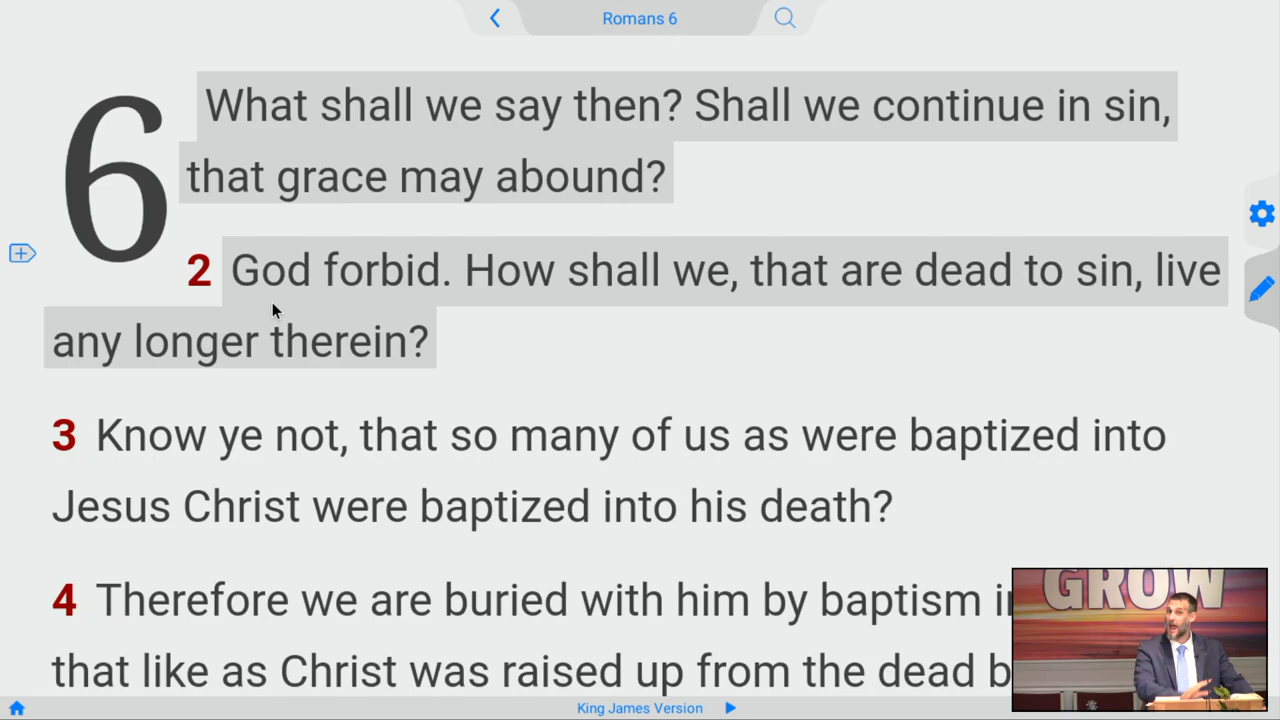 Romans 6
6 What shall we say then? Shall we continue in sin,
that grace may abound?
2 God forbid. How shall we, that are dead to sin, live
any longer therein?
3 Know ye not, that so many of us as were baptized into
Jesus Christ were baptized into his death?
4 Therefore we are buried with him by baptism
that like as Christ was raised up from the dead
GROW
King James Version